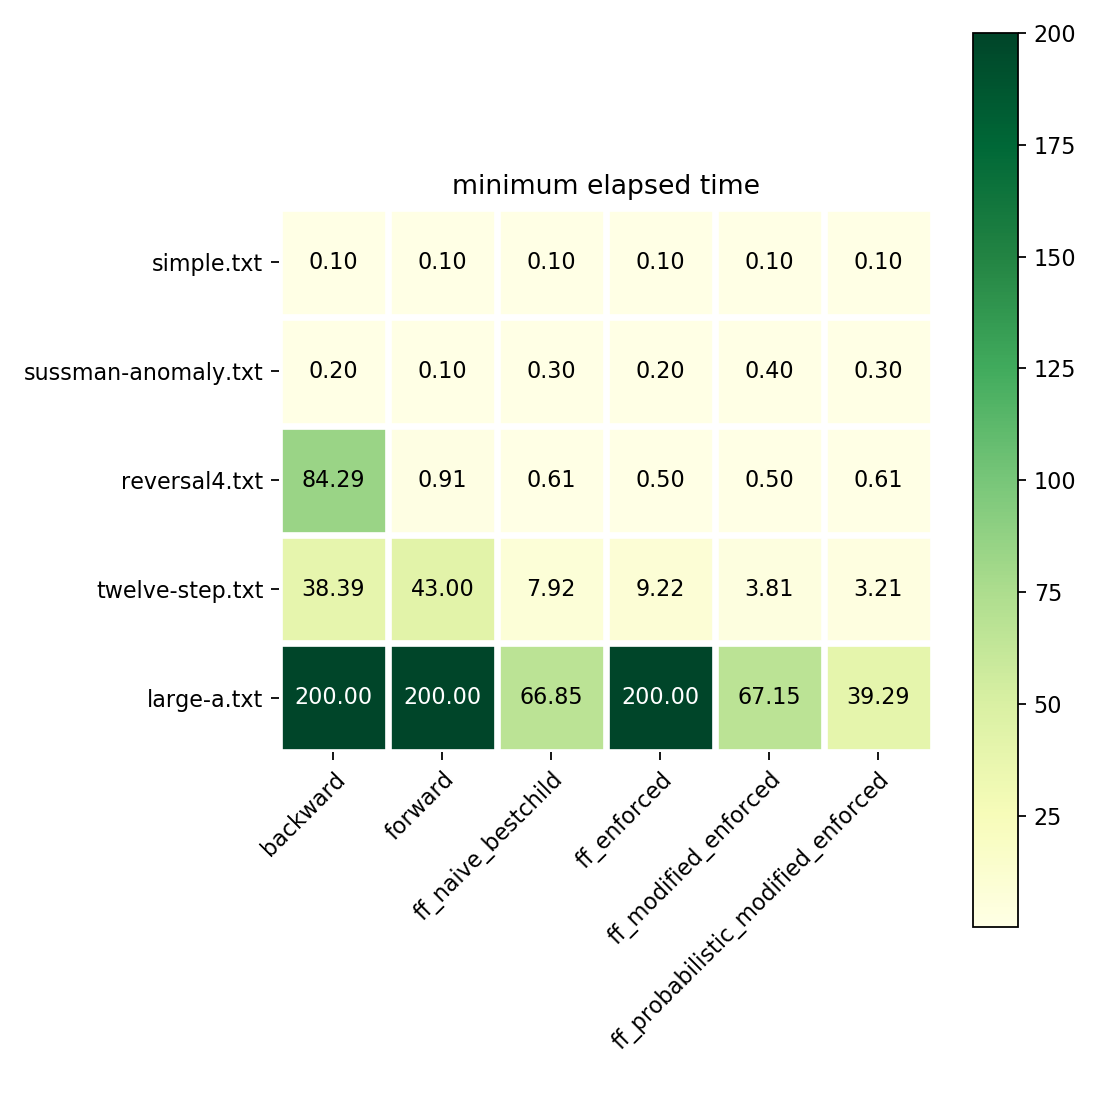 minimum elapsed time
simple.txt 0.10 0.10 0.10 0.10 0.10 0.10
sussman-anomaly.txt 0.20 0.10 0.30 0.20 0.40 0.30
reversal4.txt 84.29 0.91 0.61 0.50 0.50 0.61
twelve-step.txt 38.39 43.00 7.92 9.22 3.81 3.21
large-a.txt 200.00 200.00 66.85 200.00 67.15 39.29
backward
forward
ff_naive_bestchild
ff_enforced
ff_modified_enforced
ff_probabilistic_modified_enforced
200
175
150
125
100
75
50
25